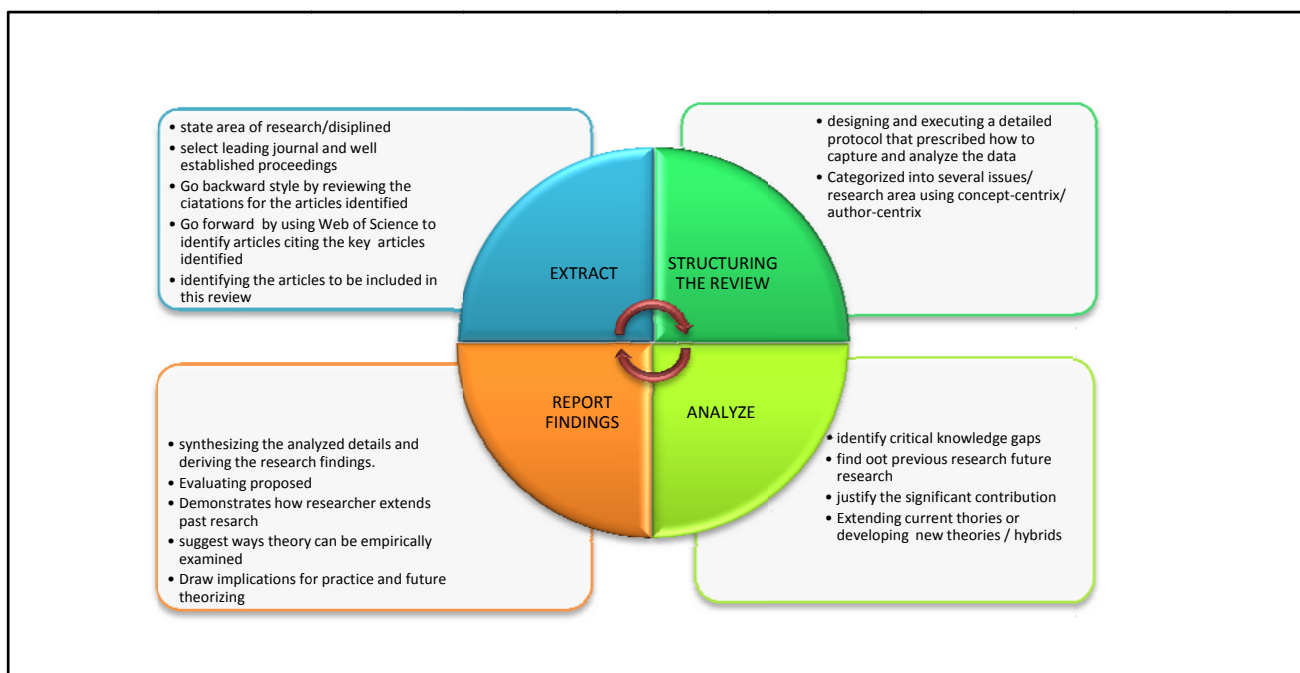 • state area of research/disiplined
• select leading journal and well
established proceedings
• Go backward style by reviewing the
ciatations for the articles identified
• Go forward by using Web of Science to
identify articles citing the key articles
identified
• identifying the articles to be included in
this review
• designing and executing a detailed
protocol that prescribed how to
capture and analyze the data
• Categorized into several issues/
research area using concept-centrix/
author-centrix
EXTRACT
STRUCTURING
THE REVIEW
REPORT
FINDINGS
ANALYZE
• synthesizing the analyzed details and
deriving the research findings.
• Evaluating proposed
• Demonstrates how researcher extends
past resarch
• suggest ways theory can be empirically
examined
• Draw implications for practice and future
theorizing
• identify critical knowledge gaps
• find oot previous research future
research
• justify the significant contribution
• Extending current thories or
developing new theories / hybrids